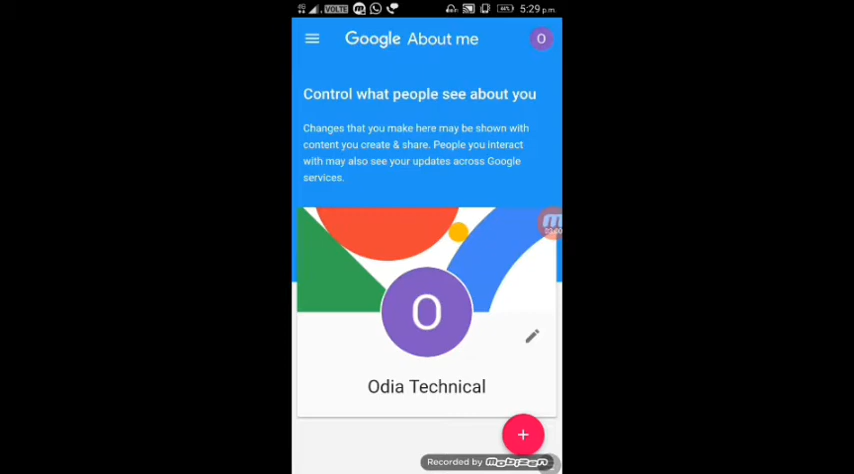 VOLTE 5:29 p.m.
Google About me O
Control what people see about you
Changes that you make here may be shown with
content you create & share. People you interact
with may also see your updates across Google
services.
O
Odia Technical
Recorded by mobizen